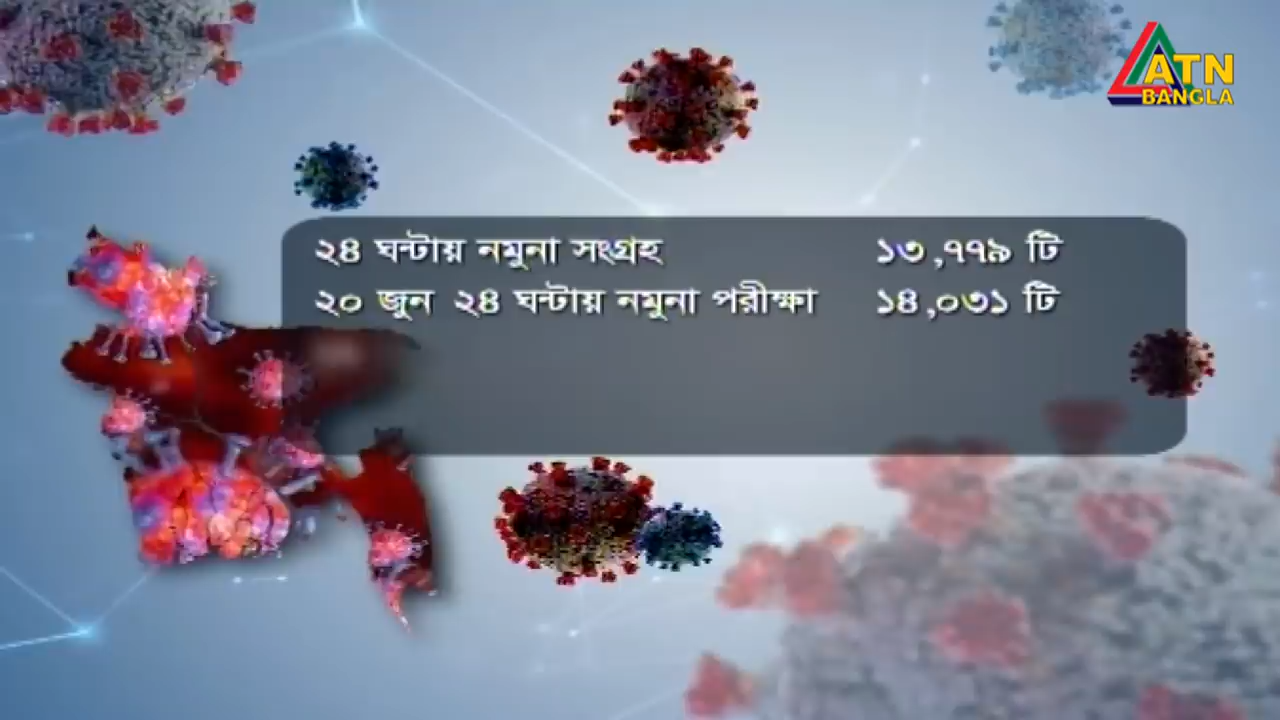 ATN
BANGLA
২৪ ঘন্টায় নমুনা সংগ্রহ ১৩,৭৭৯ টি
২০ জুন ২৪ ঘন্টায় নমুনা পরীক্ষা ১৪,০৩১ টি